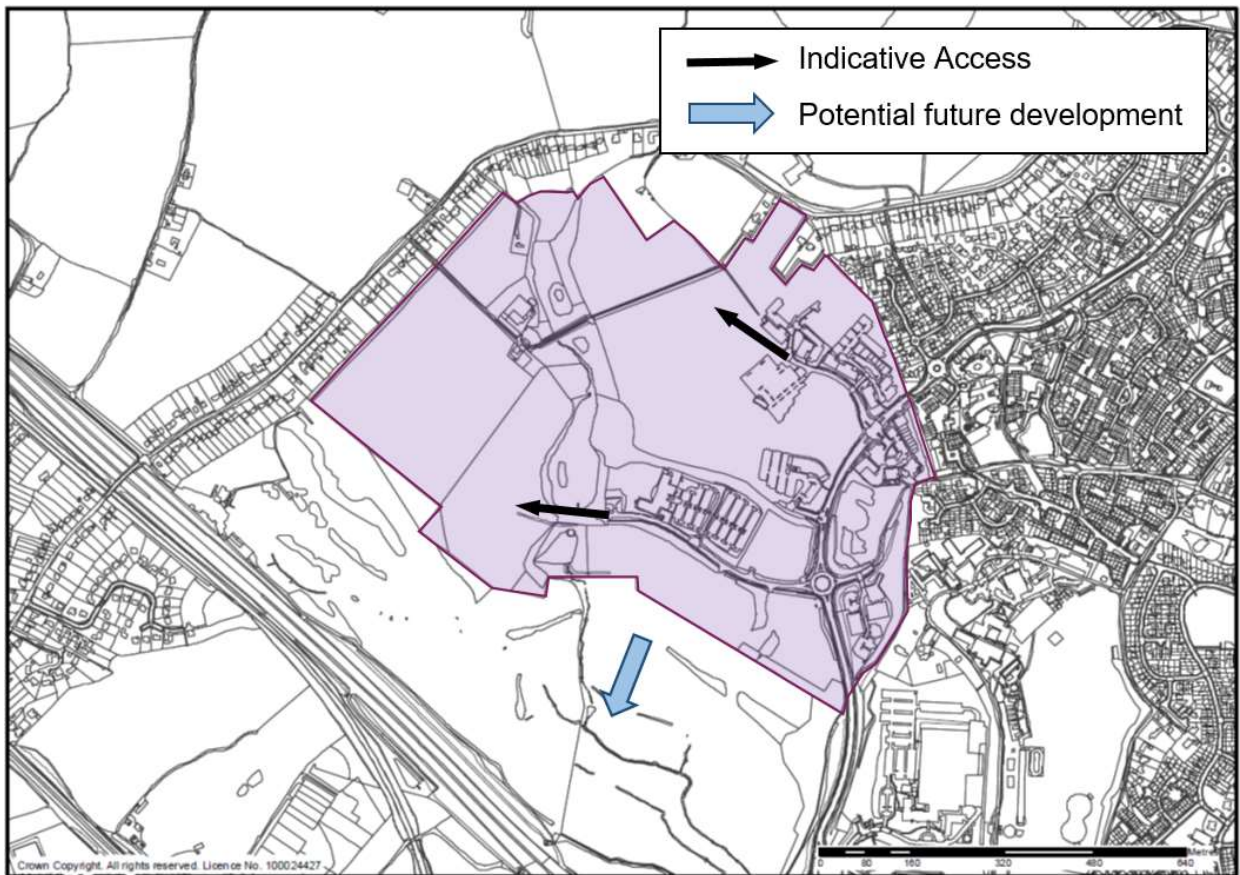 Indicative Access
Potential future development
Crown Copyright. All rights reserved. Licence No. 100024427
Metres
0 80 160 320 480 640